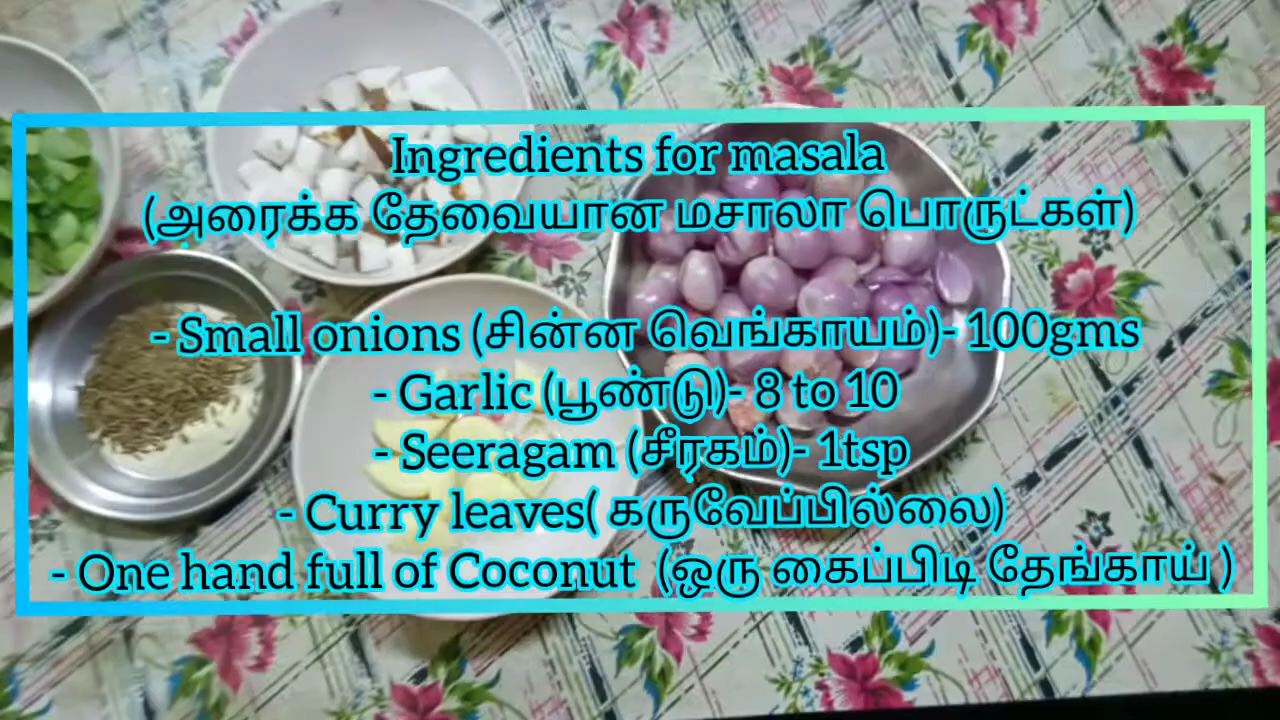 Ingredients for masala
(அரைக்க தேவையான மசாலா பொருட்கள்)
- Small onions (சின்ன வெங்காயம்)- 100gms
- Garlic (பூண்டு)- 8 to 10
- Seeragam (சீரகம்)- 1tsp
- Curry leaves( கருவேப்பில்லை)
- One hand full of Coconut (ஒரு கைப்பிடி தேங்காய் )